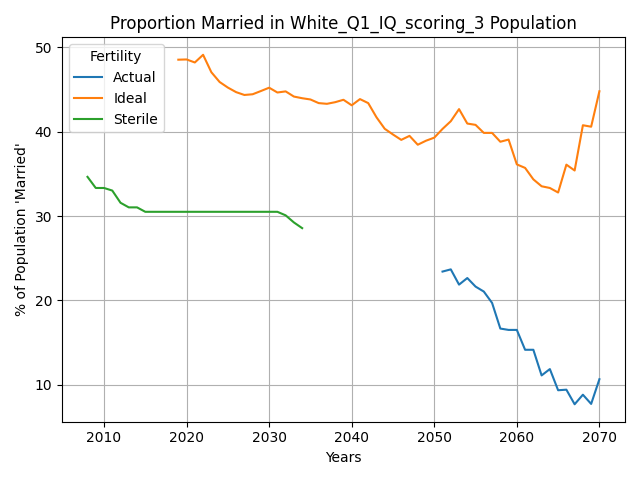 Proportion Married in White_Q1_IQ_scoring_3 Population
Fertility
Actual
Ideal
Sterile
% of Population 'Married'
50
40
30
20
10
2010 2020 2030 2040 2050 2060 2070
Years